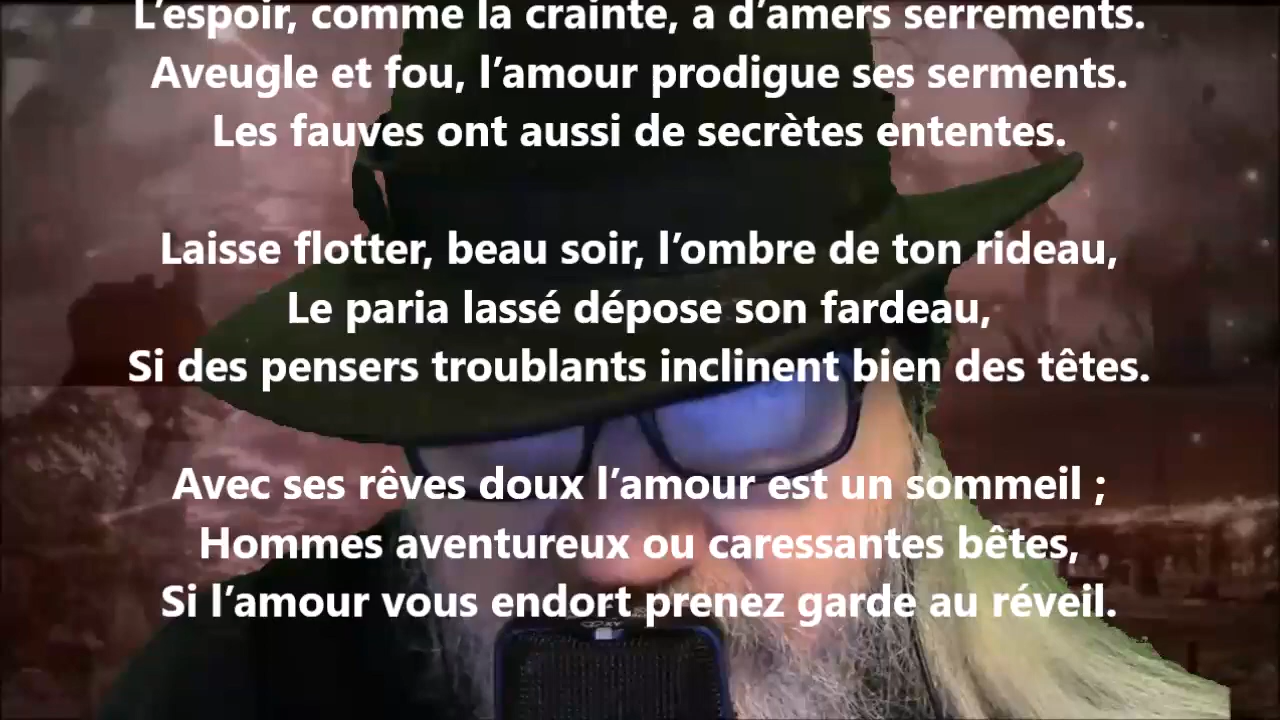 L’espoir, comme la crainte, a d’amers serrements.
Aveugle et fou, l’amour prodigue ses serments.
Les fauves ont aussi de secrètes ententes.
Laisse flotter, beau soir, l’ombre de ton rideau,
Le paria lassé dépose son fardeau,
Si des pensers troublants inclinent bien des têtes.
Avec ses rêves doux l’amour est un sommeil ;
Hommes aventureux ou caressantes bêtes,
Si l’amour vous endort prenez garde au réveil.